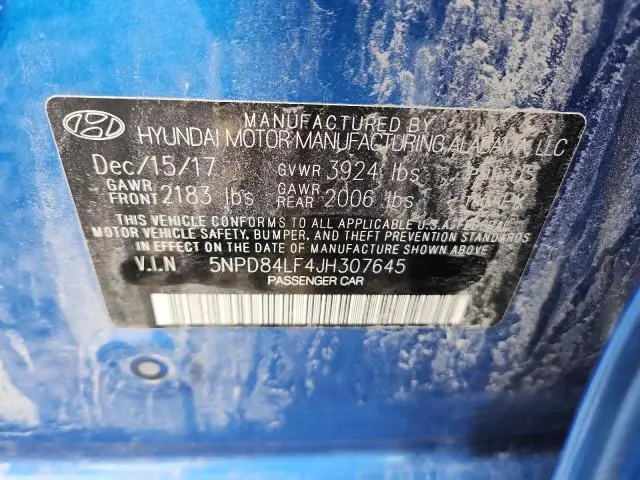 MANUFACTURED BY
HYUNDAI MOTOR MANUFACTURING ALABAMA, LLC
Dec/15/17 GVWR 3924 lbs
GAWR FRONT 2183 lbs GAWR REAR 2006 lbs
THIS VEHICLE CONFORMS TO ALL APPLICABLE U.S.A FEDERAL
MOTOR VEHICLE SAFETY, BUMPER, AND THEFT PREVENTION
STANDARDS IN EFFECT ON THE DATE OF MANUFACTURE SHOWN ABOVE
V.I.N 5NPD84LF4JH307645
PASSENGER CAR